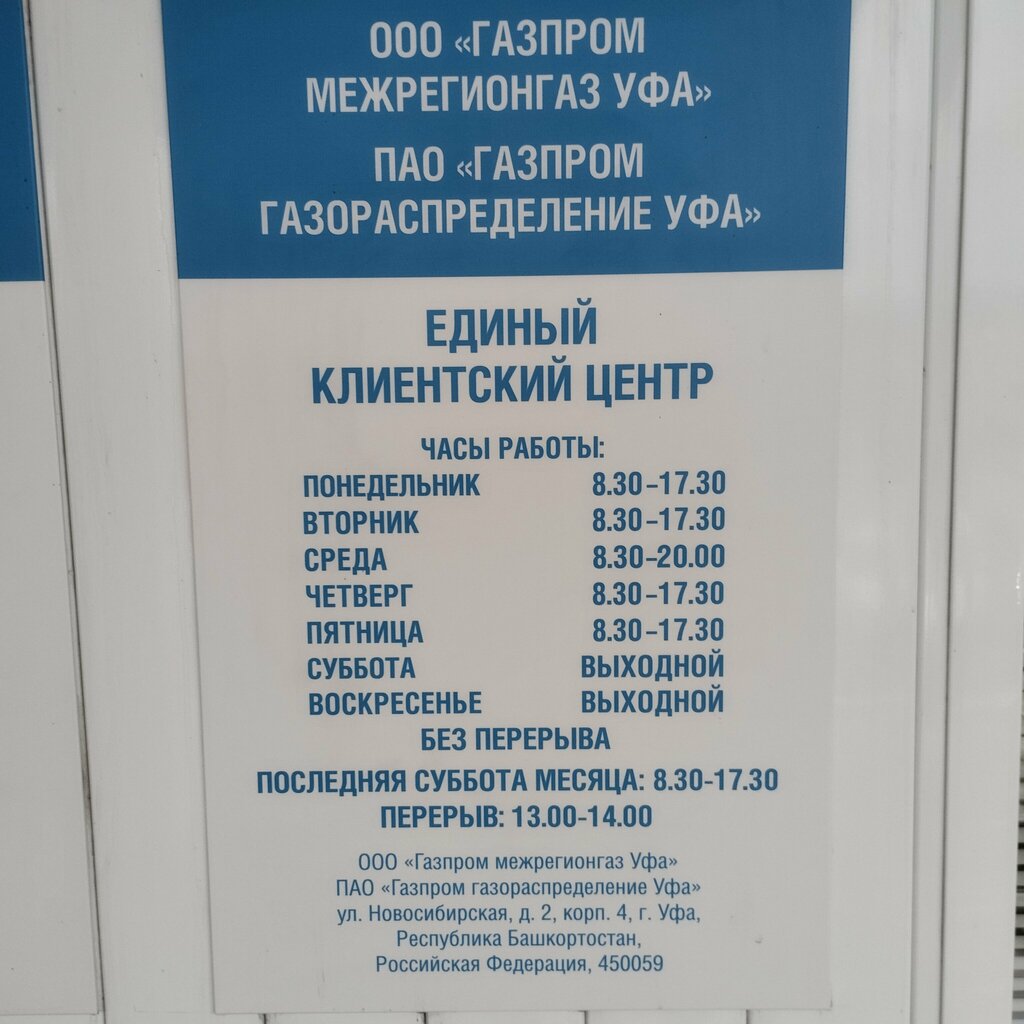 ООО «ГАЗПРОМ
МЕЖРЕГИОНГАЗ УФА»
ПАО «ГАЗПРОМ
ГАЗОРАСПРЕДЕЛЕНИЕ УФА»
ЕДИНЫЙ
КЛИЕНТСКИЙ ЦЕНТР
ЧАСЫ РАБОТЫ:
ПОНЕДЕЛЬНИК 8.30-17.30
ВТОРНИК 8.30-17.30
СРЕДА 8.30-20.00
ЧЕТВЕРГ 8.30-17.30
ПЯТНИЦА 8.30-17.30
СУББОТА ВЫХОДНОЙ
ВОСКРЕСЕНЬЕ ВЫХОДНОЙ
БЕЗ ПЕРЕРЫВА
ПОСЛЕДНЯЯ СУББОТА МЕСЯЦА: 8.30-17.30
ПЕРЕРЫВ: 13.00-14.00
ООО «Газпром межрегионгаз Уфа»
ПАО «Газпром газораспределение Уфа»
ул. Новосибирская, д. 2, корп. 4, г. Уфа,
Республика Башкортостан,
Российская Федерация, 450059